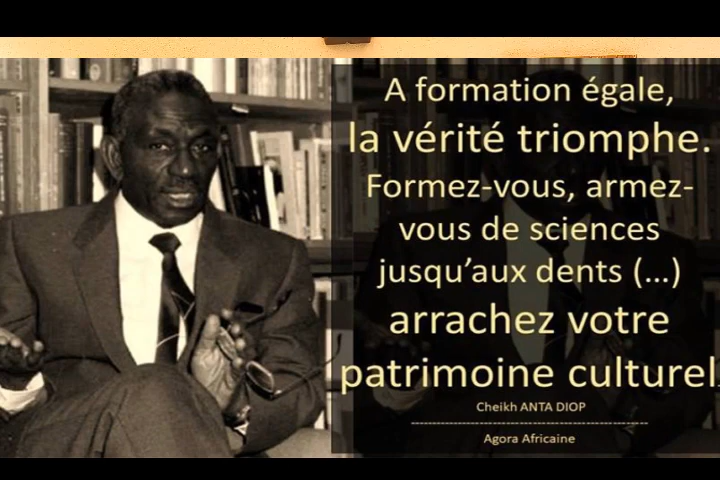 A formation égale,
la vérité triomphe.
Formez-vous, armez-
vous de sciences
jusqu'aux dents (...)
arrachez votre
patrimoine culturel
Cheikh ANTA DIOP
----------------------------------------------------
Agora Africaine